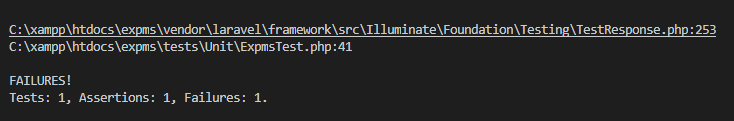 C:\xampp\htdocs\expms\vendor\laravel\framework\src\Illuminate\Foundation\Testing\TestResponse.php:253
C:\xampp\htdocs\expms\tests\Unit\ExpmsTest.php:41
FAILURES!
Tests: 1, Assertions: 1, Failures: 1.